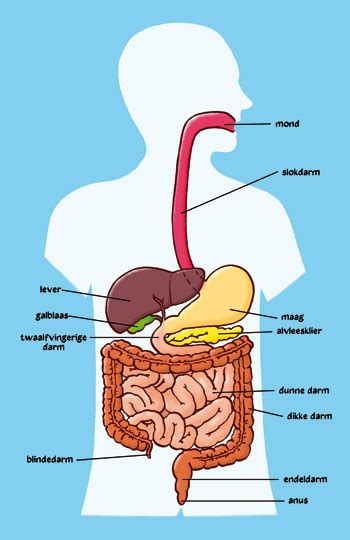 mond
slokdarm
lever
galblaas
twaalfvingerige
darm
maag
alvleesklier
dunne darm
dikke darm
blindedarm
endeldarm
anus